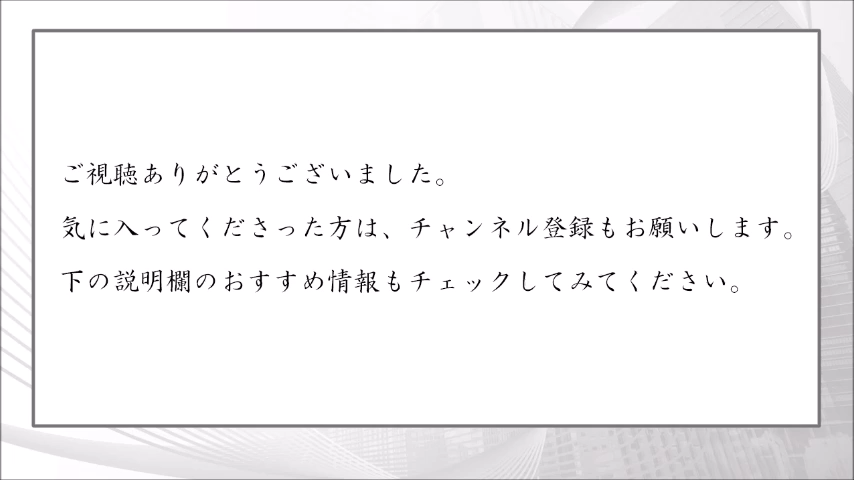 ご視聴ありがとうございました。
気に入ってくださった方は、チャンネル登録もお願いします。
下の説明欄のおすすめ情報もチェックしてみてください。